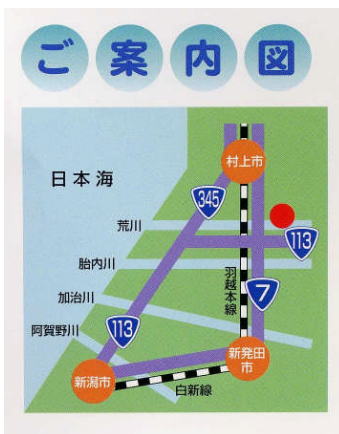 ご案内図
村上市
日本海
345
荒川
113
胎内川
羽越本線
7
加治川
113
阿賀野川
新発田
市
新潟市
白新線